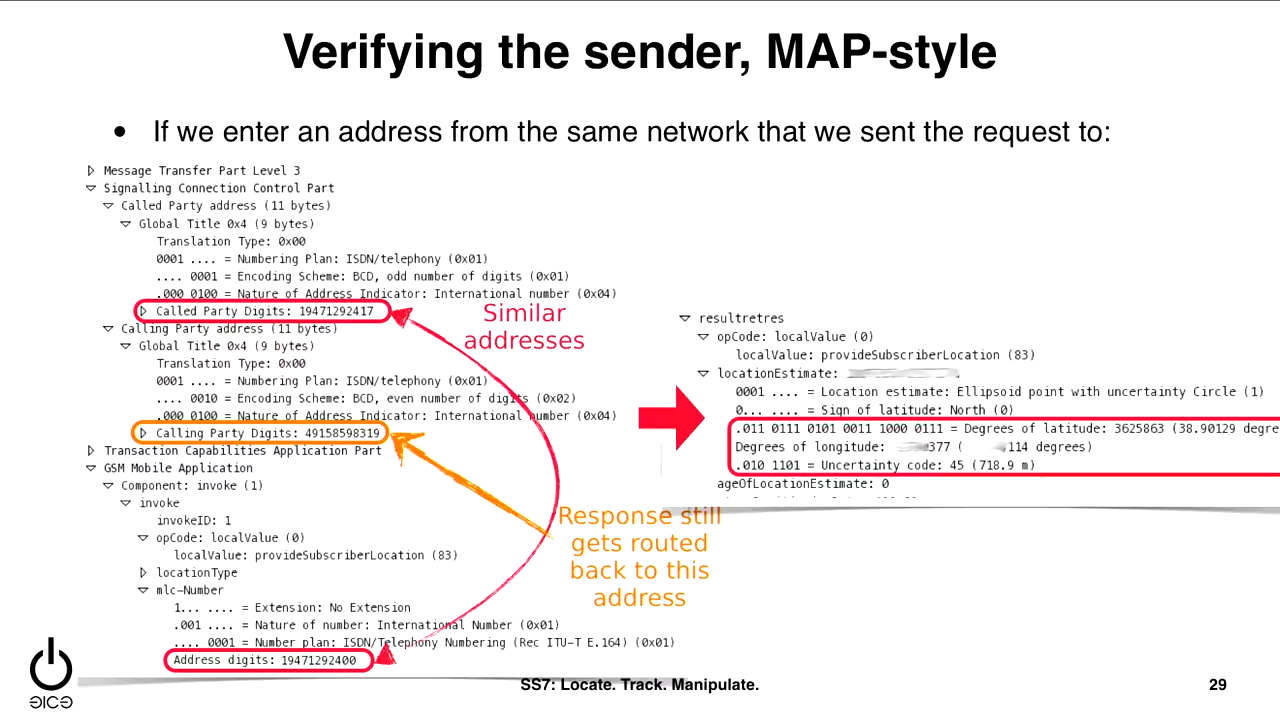 Verifying the sender, MAP-style
• If we enter an address from the same network that we sent the request to:
Message Transfer Part Level 3
Signalling Connection Control Part
Called Party address (11 bytes)
Global Title 0x4 (9 bytes)
Translation Type: 0x00
0001 .... = Numbering Plan: ISDN/telephony (0x01)
.... 0001 = Encoding Scheme: BCD, odd number of digits (0x01)
.000 0100 = Nature of Address Indicator: International number (0x04)
Called Party Digits: 19471292417
Calling Party address (11 bytes)
Global Title 0x4 (9 bytes)
Translation Type: 0x00
0001 .... = Numbering Plan: ISDN/telephony (0x01)
.... 0010 = Encoding Scheme: BCD, even number of digits (0x02)
.000 0100 = Nature of Address Indicator: International number (0x04)
Calling Party Digits: 49158598319
Transaction Capabilities Application Part
GSM Mobile Application
Component: invoke (1)
invoke
invokeID: 1
opCode: localValue (0)
localValue: provideSubscriberLocation (83)
locationType
mlc-Number
1... .... = Extension: No Extension
.001 .... = Nature of number: International Number (0x01)
.... 0001 = Number plan: ISDN/Telephony Numbering (Rec ITU-T E.164) (0x01)
Address digits: 19471292400
Similar
addresses
Response still
gets routed
back to this
address
resultretres
opCode: localValue (0)
localValue: provideSubscriberLocation (83)
locationEstimate:
0001 .... = Location estimate: Ellipsoid point with uncertainty Circle (1)
0... .... = Sign of latitude: North (0)
.011 0111 0101 0011 1000 0111 = Degrees of latitude: 3625863 (38.90129 degre
Degrees of longitude: 377 ( 114 degrees)
.010 1101 = Uncertainty code: 45 (718.9 m)
ageOfLocationEstimate: 0
SS7: Locate. Track. Manipulate.
29